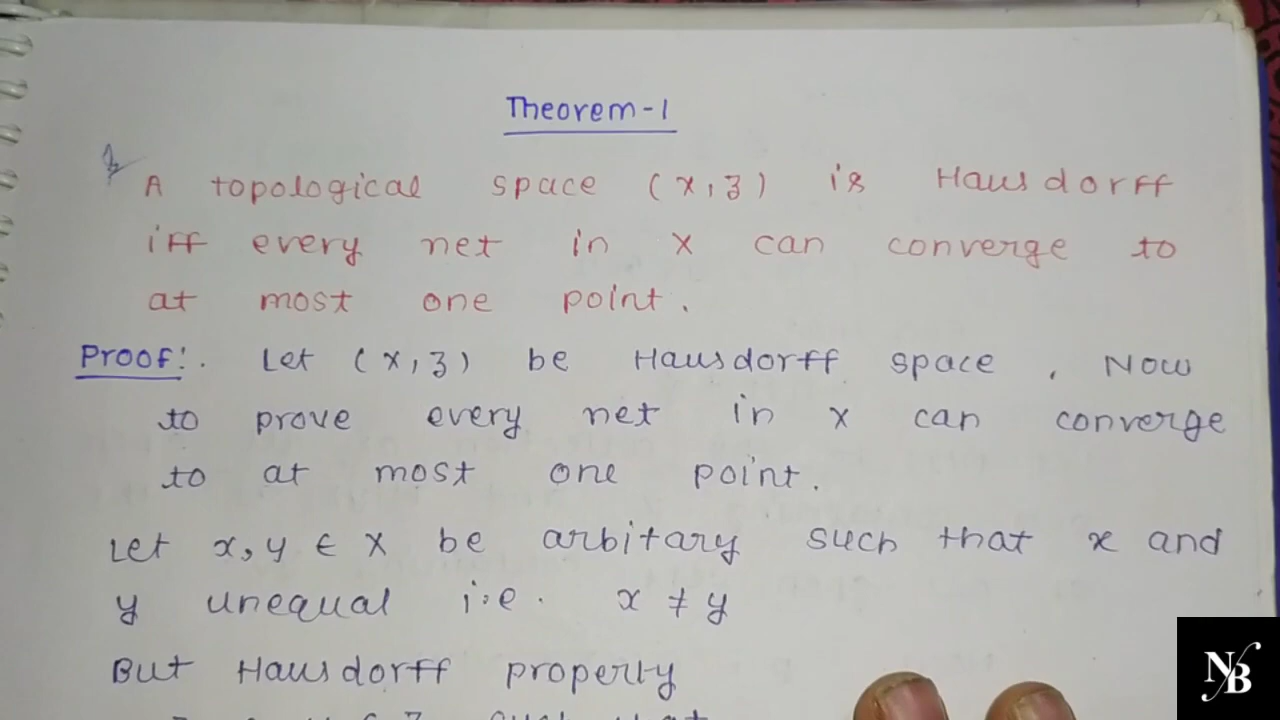 Theorem-1
A topological space (X, ℑ) is Hausdorff
iff every net in X can converge to
at most one point.
Proof:. Let (X, ℑ) be Hausdorff space. Now
to prove every net in X can converge
to at most one point.
Let x, y ∈ X be arbitrary such that x and
y unequal i.e. x ≠ y
But Hausdorff property
NB